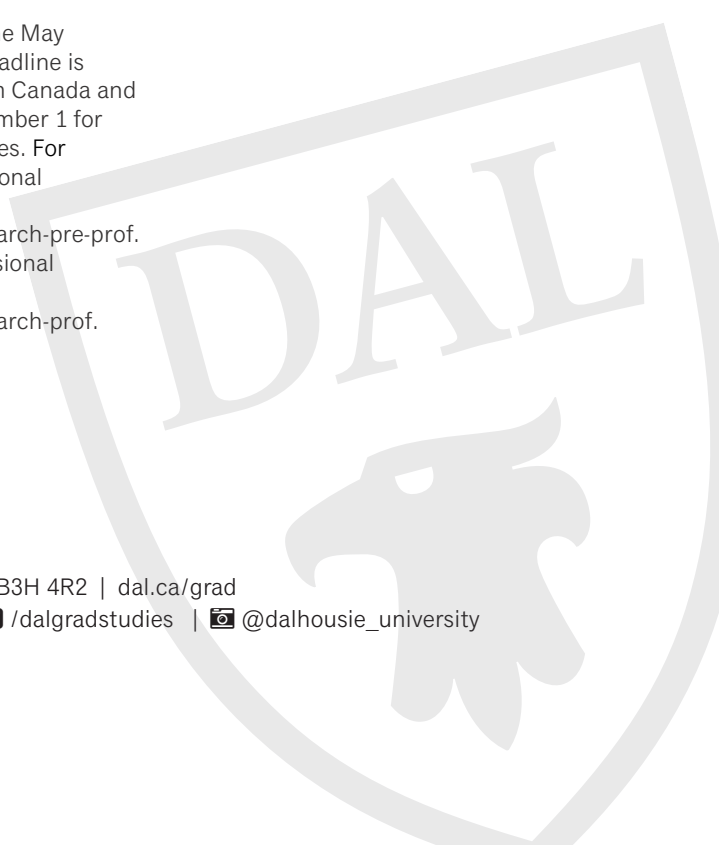 e May
adline is
n Canada and
mber 1 for
es. For
onal
arch-pre-prof.
sional
arch-prof.
DAL
B3H 4R2 | dal.ca/grad
/dalgradstudies | @dalhousie_university